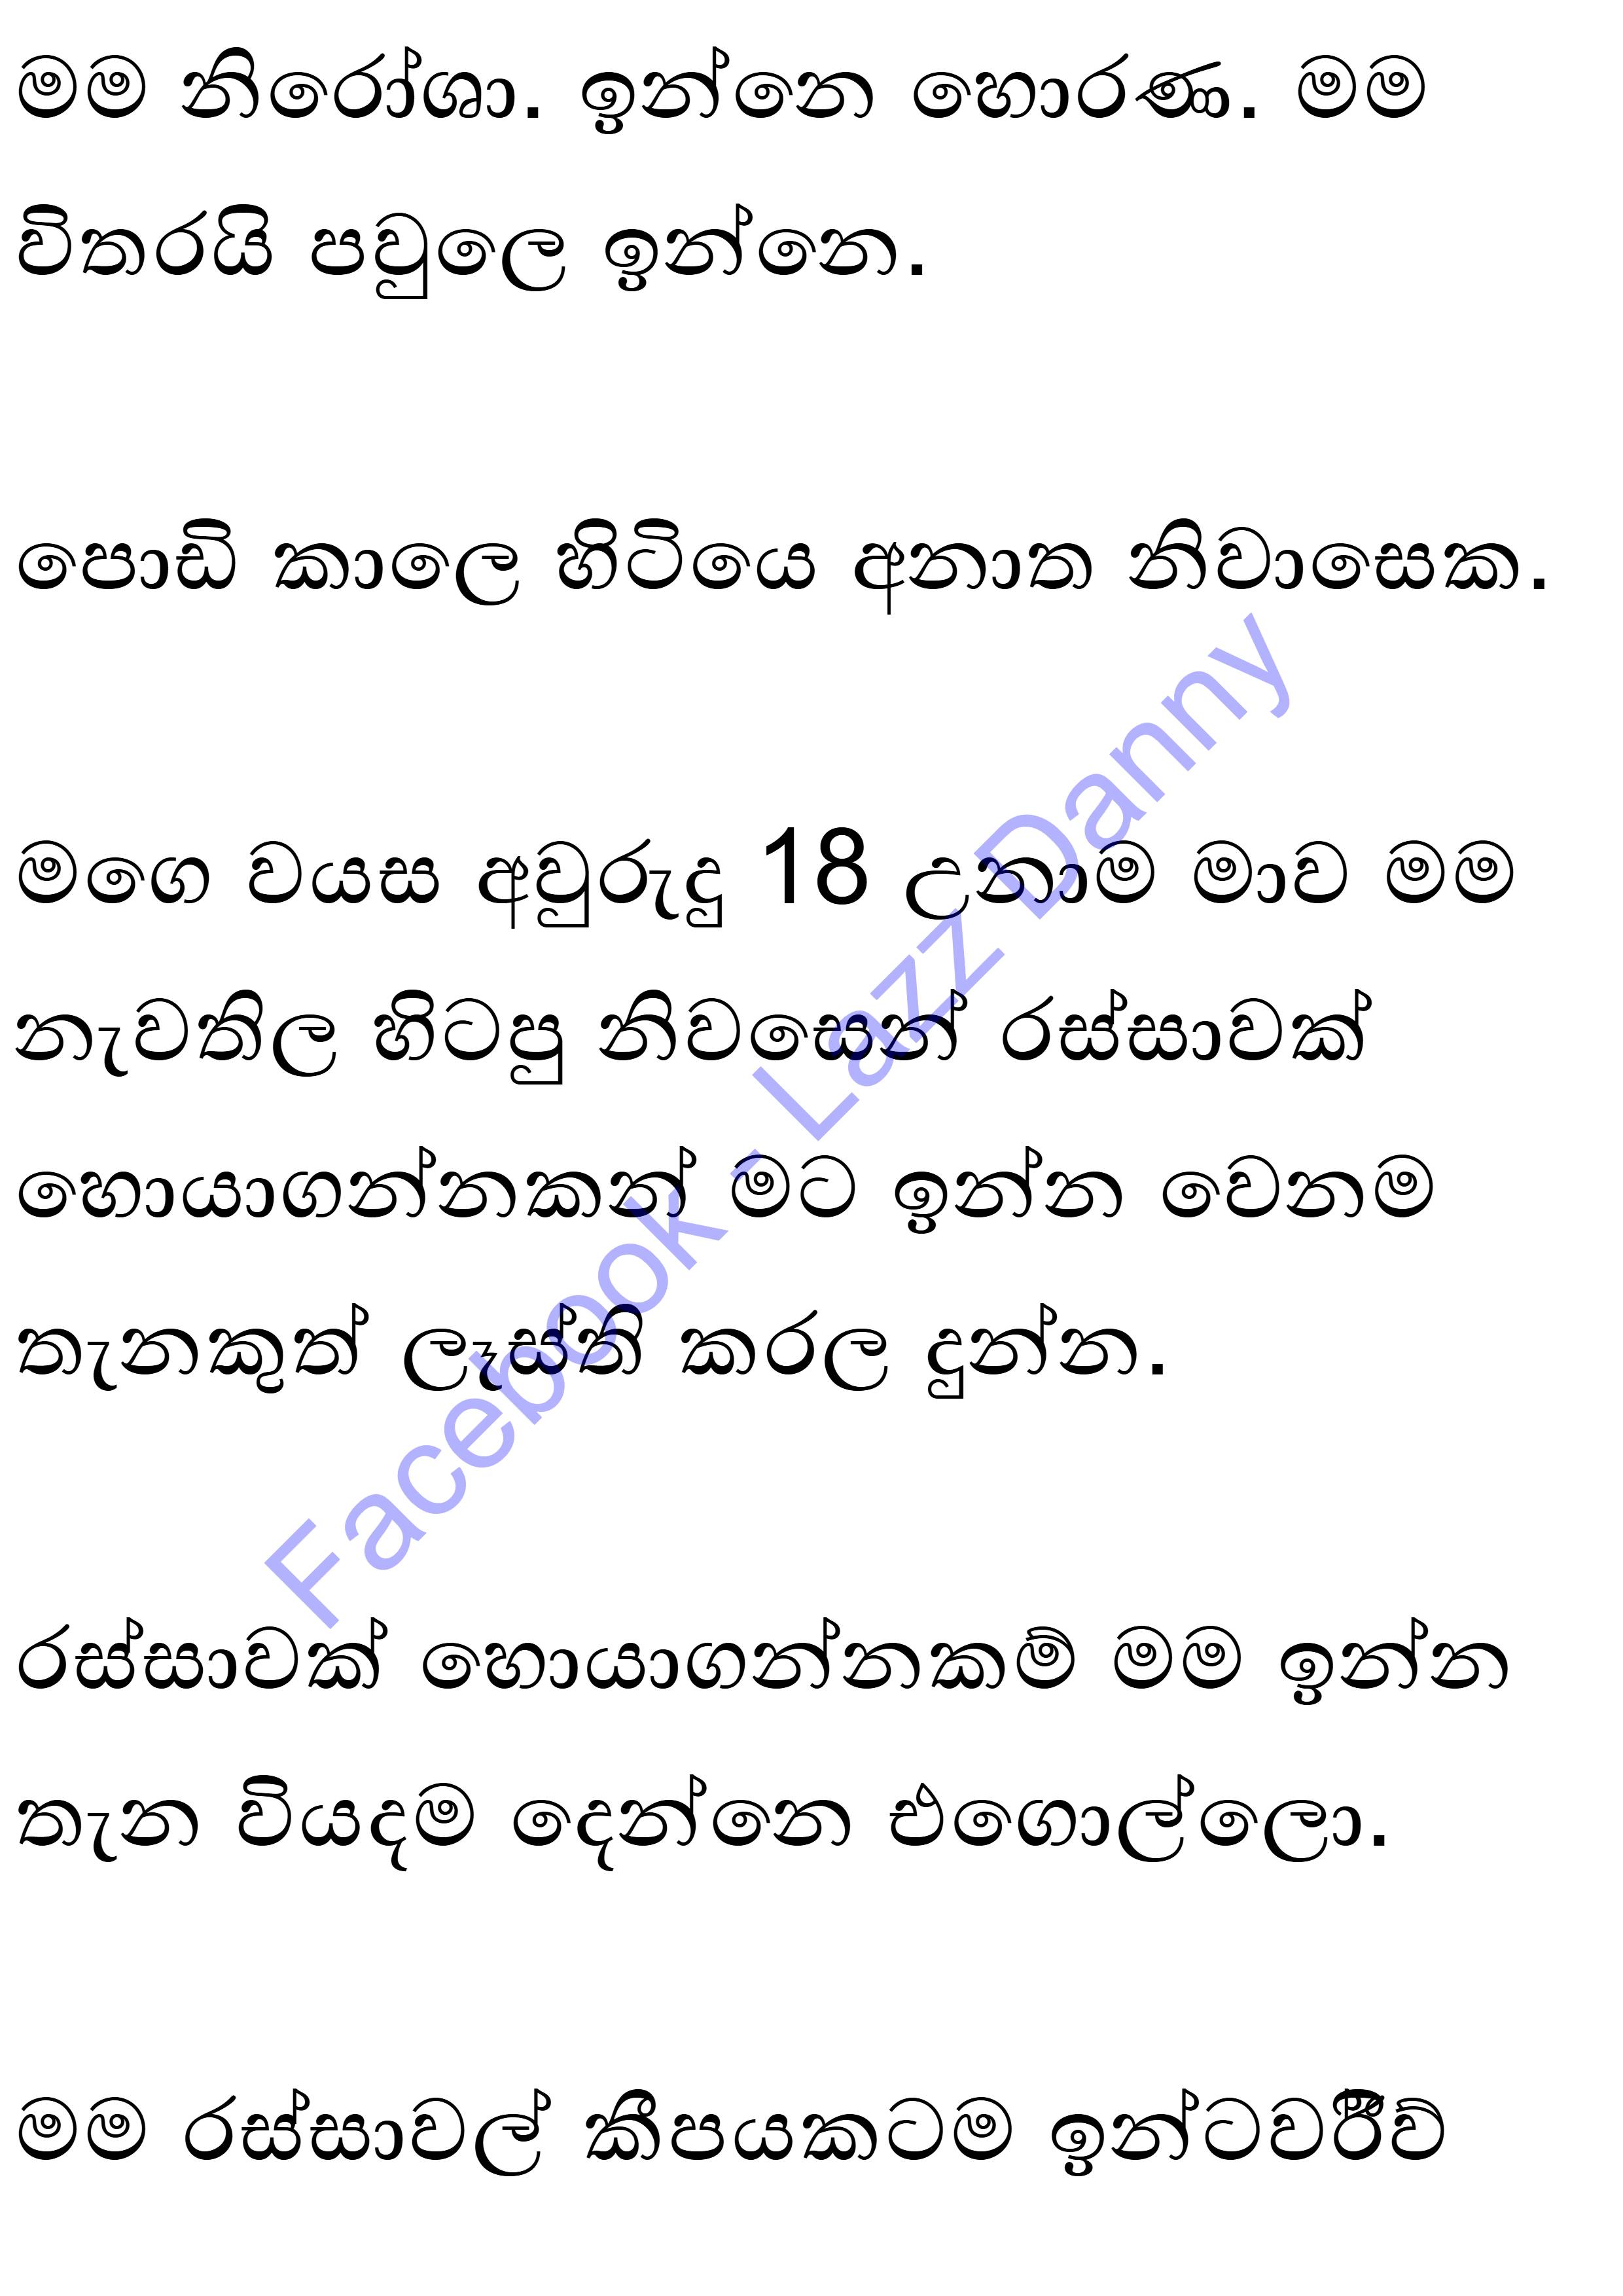 මම නිරෝශා. ඉන්නෙ හොරණ. මම
විතරයි පවුලෙ ඉන්නෙ.
පොඩි කාලෙ හිටියෙ අනාත නිවාසෙක.
මගෙ වයස අවුරුදු 18 උනාම මාව මම
නැවතිල හිටපු නිවසෙන් රස්සාවක්
හොයාගන්නකන් මට ඉන්න වෙනම
තැනකුත් ලෑස්ති කරල දුන්න.
රස්සාවක් හොයාගන්නකම් මම ඉන්න
තැන වියදම දෙන්නෙ එගොල්ලො.
මම රස්සාවල් කීපයකටම ඉන්ටර්විව්
Facebook - Lazz Danny